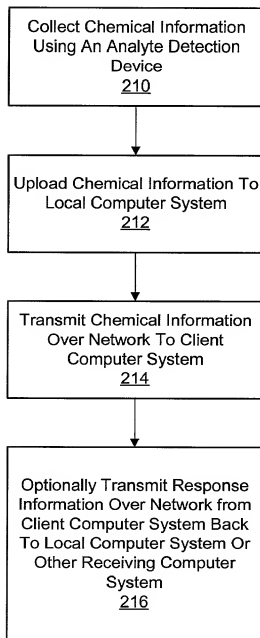 Collect Chemical Information
Using An Analyte Detection
Device
210
Upload Chemical Information To
Local Computer System
212
Transmit Chemical Information
Over Network To Client
Computer System
214
Optionally Transmit Response
Information Over Network from
Client Computer System Back
To Local Computer System Or
Other Receiving Computer
System
216